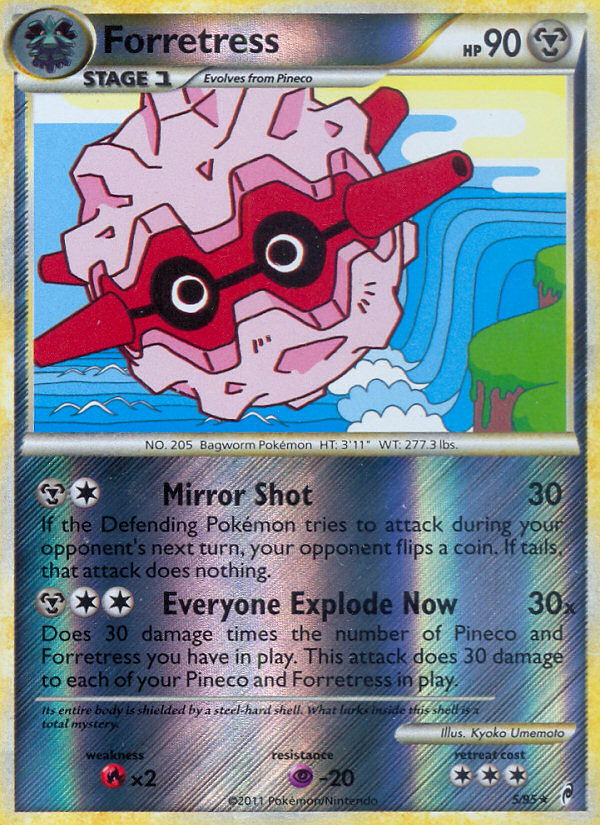 Forretress
HP 90
STAGE 1
Evolves from Pineco
NO. 205 Bagworm Pokémon HT: 3'11" WT: 277.3 lbs.
Mirror Shot 30
If the Defending Pokémon tries to attack during your
opponent's next turn, your opponent flips a coin. If tails,
that attack does nothing.
Everyone Explode Now 30x
Does 30 damage times the number of Pineco and
Forretress you have in play. This attack does 30 damage
to each of your Pineco and Forretress in play.
Its entire body is shielded by a steel-hard shell. What lurks inside this shell is a
total mystery.
Illus. Kyoko Umemoto
weakness resistance retreat cost
x2 -20
©2011 Pokémon/Nintendo 5/95